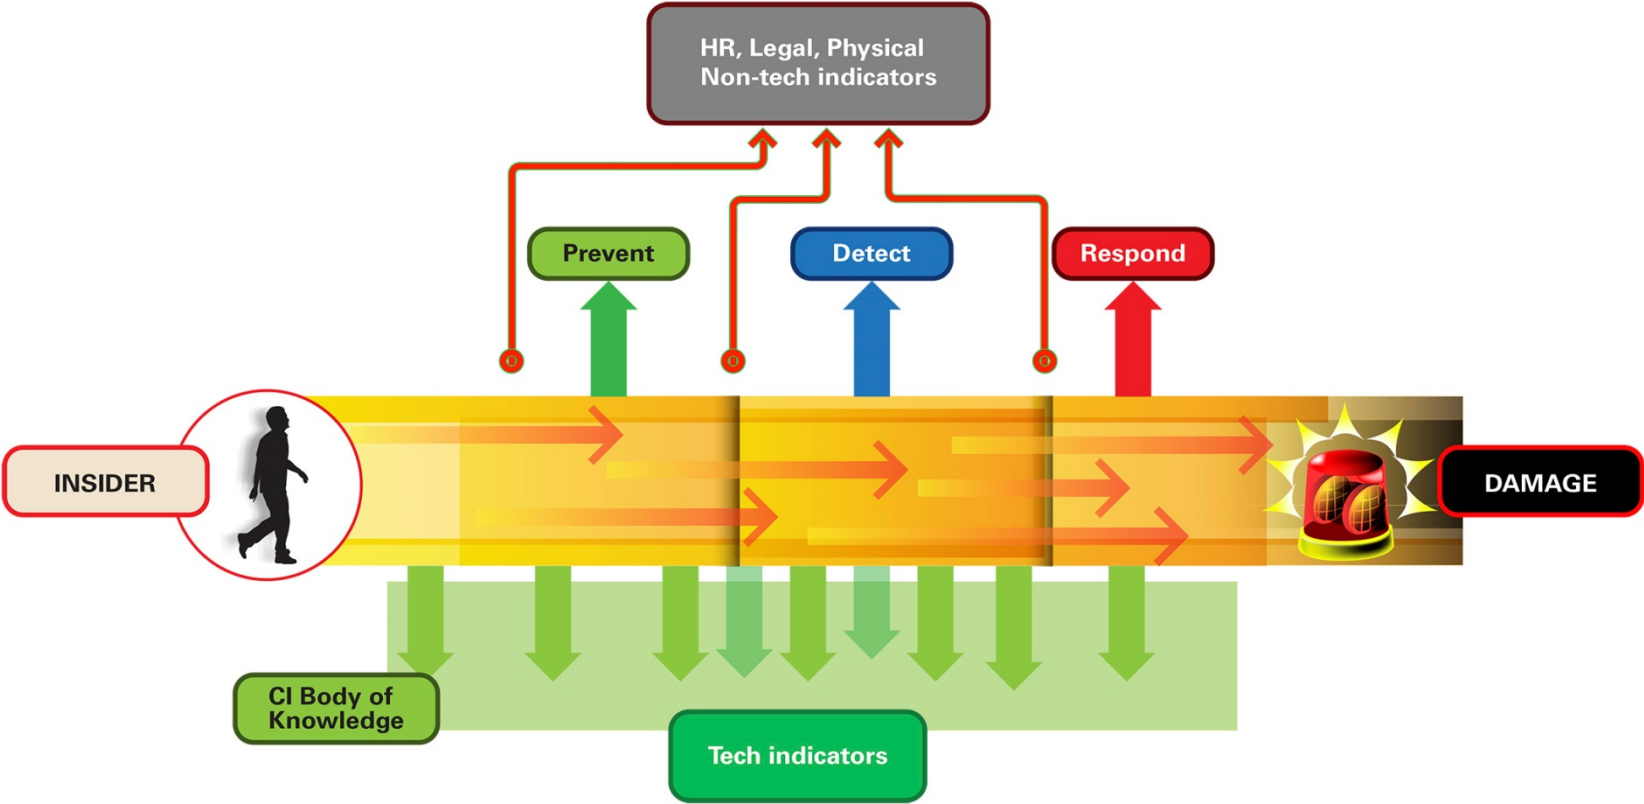 HR, Legal, Physical
Non-tech indicators
Prevent
Detect
Respond
INSIDER
DAMAGE
CI Body of
Knowledge
Tech indicators